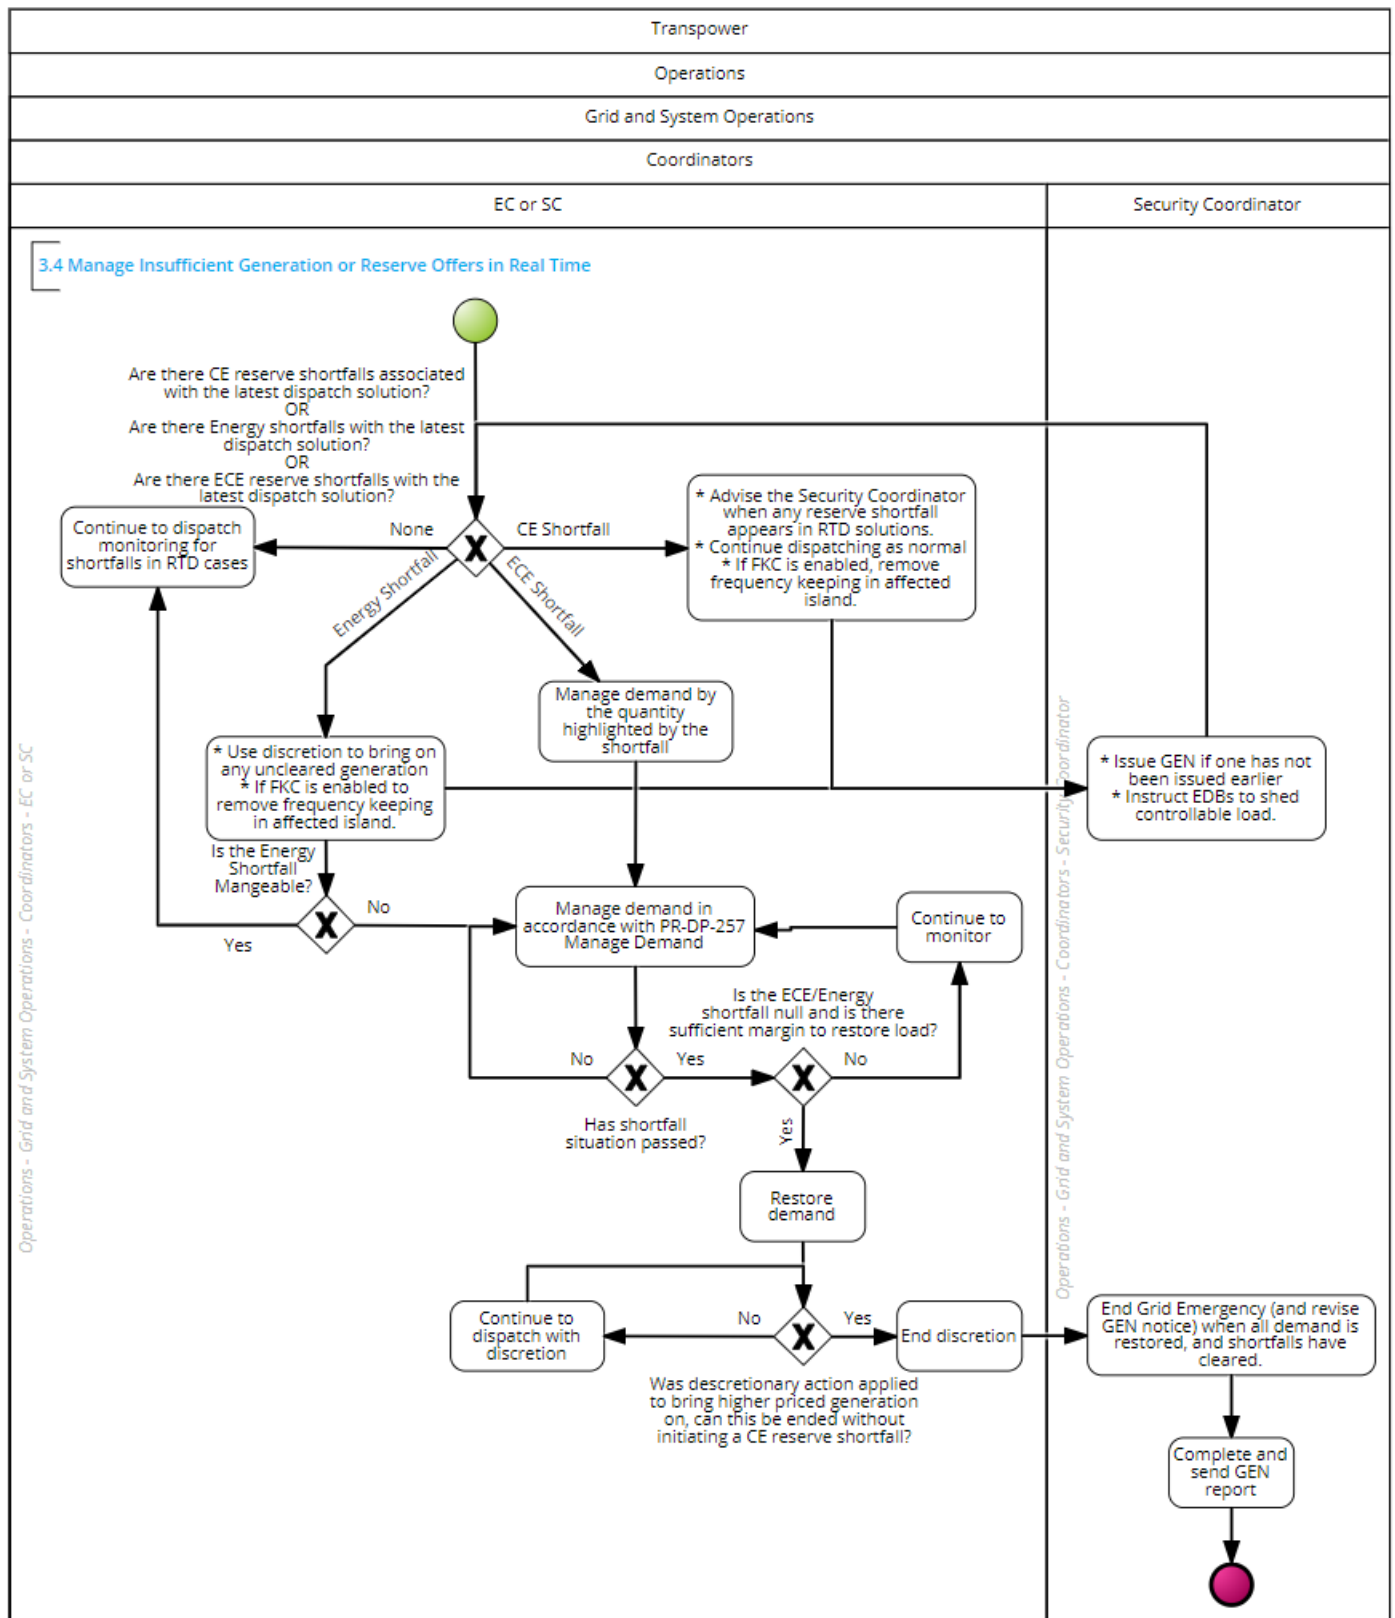 Transpower
Operations
Grid and System Operations
Coordinators
EC or SC
Security Coordinator
3.4 Manage Insufficient Generation or Reserve Offers in Real Time
Are there CE reserve shortfalls associated
with the latest dispatch solution?
OR
Are there Energy shortfalls with the latest
dispatch solution?
OR
Are there ECE reserve shortfalls with the
latest dispatch solution?
Continue to dispatch
monitoring for
shortfalls in RTD cases
None
CE Shortfall
Energy Shortfall
ECE Shortfall
* Advise the Security Coordinator
when any reserve shortfall
appears in RTD solutions.
* Continue dispatching as normal
* If FKC is enabled, remove
frequency keeping in affected
island.
Manage demand by
the quantity
highlighted by the
shortfall
* Use discretion to bring on
any uncleared generation
* If FKC is enabled to
remove frequency keeping
in affected island.
* Issue GEN if one has not
been issued earlier
* Instruct EDBs to shed
controllable load.
Is the Energy
Shortfall
Mangeable?
No
Yes
Manage demand in
accordance with PR-DP-257
Manage Demand
Continue to
monitor
Is the ECE/Energy
shortfall null and is there
sufficient margin to restore load?
No
Yes
No
Has shortfall
situation passed?
Yes
Restore
demand
Continue to
dispatch with
discretion
No
Yes
End discretion
Was descretionary action applied
to bring higher priced generation
on, can this be ended without
initiating a CE reserve shortfall?
End Grid Emergency (and revise
GEN notice) when all demand is
restored, and shortfalls have
cleared.
Complete and
send GEN
report
Operations - Grid and System Operations - Coordinators - EC or SC
Operations - Grid and System Operations - Coordinators - Security Coordinator